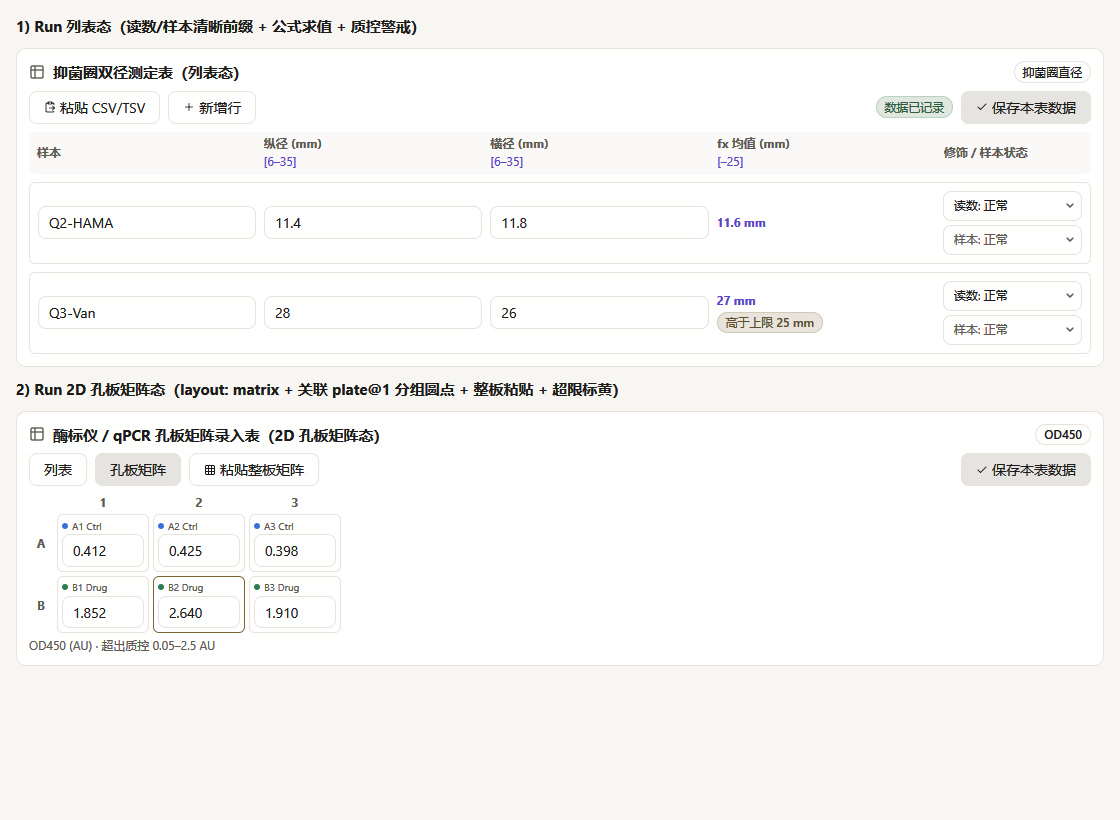 1) Run 列表态（读数/样本清晰前缀 + 公式求值 + 质控警戒)
抑菌圈双径测定表（列表态)
抑菌圈直径
粘贴 CSV/TSV
+ 新增行
数据已记录
✓ 保存本表数据
样本
纵径 (mm)
[6–35]
横径 (mm)
[6–35]
fx 均值 (mm)
[–25]
修饰 / 样本状态
Q2-HAMA
11.4
11.8
11.6 mm
读数: 正常
样本: 正常
Q3-Van
28
26
27 mm
高于上限 25 mm
读数: 正常
样本: 正常
2) Run 2D 孔板矩阵态（layout: matrix + 关联 plate@1 分组圆点 + 整板粘贴 + 超限标黄)
酶标仪 / qPCR 孔板矩阵录入表（2D 孔板矩阵态)
OD450
列表
孔板矩阵
粘贴整板矩阵
✓ 保存本表数据
1 2 3
A
A1 Ctrl
0.412
A2 Ctrl
0.425
A3 Ctrl
0.398
B
B1 Drug
1.852
B2 Drug
2.640
B3 Drug
1.910
OD450 (AU) · 超出质控 0.05–2.5 AU